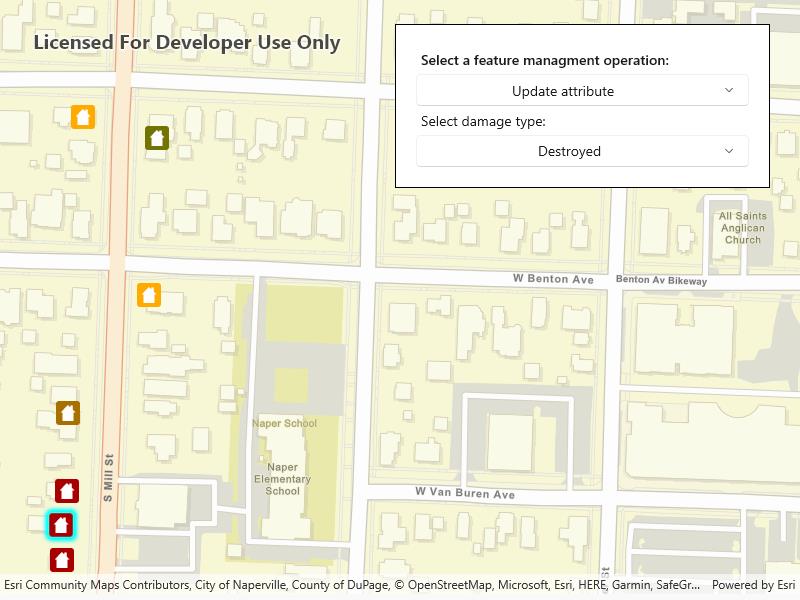 Licensed For Developer Use Only
Select a feature managment operation:
Update attribute
Select damage type:
Destroyed
All Saints
Anglican
Church
W Benton Ave
Benton Av Bikeway
Naper School
Naper
Elementary
School
S Mill St
W Van Buren Ave
St
Esri Community Maps Contributors, City of Naperville, County of DuPage, © OpenStreetMap, Microsoft, Esri, HERE, Garmin, SafeGr...
Powered by Esri